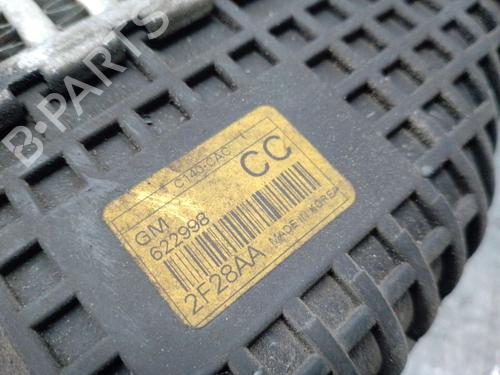 C140-CAC L
GM
622998
CC
2F28AA
MADE IN KOREA
B-PARTS